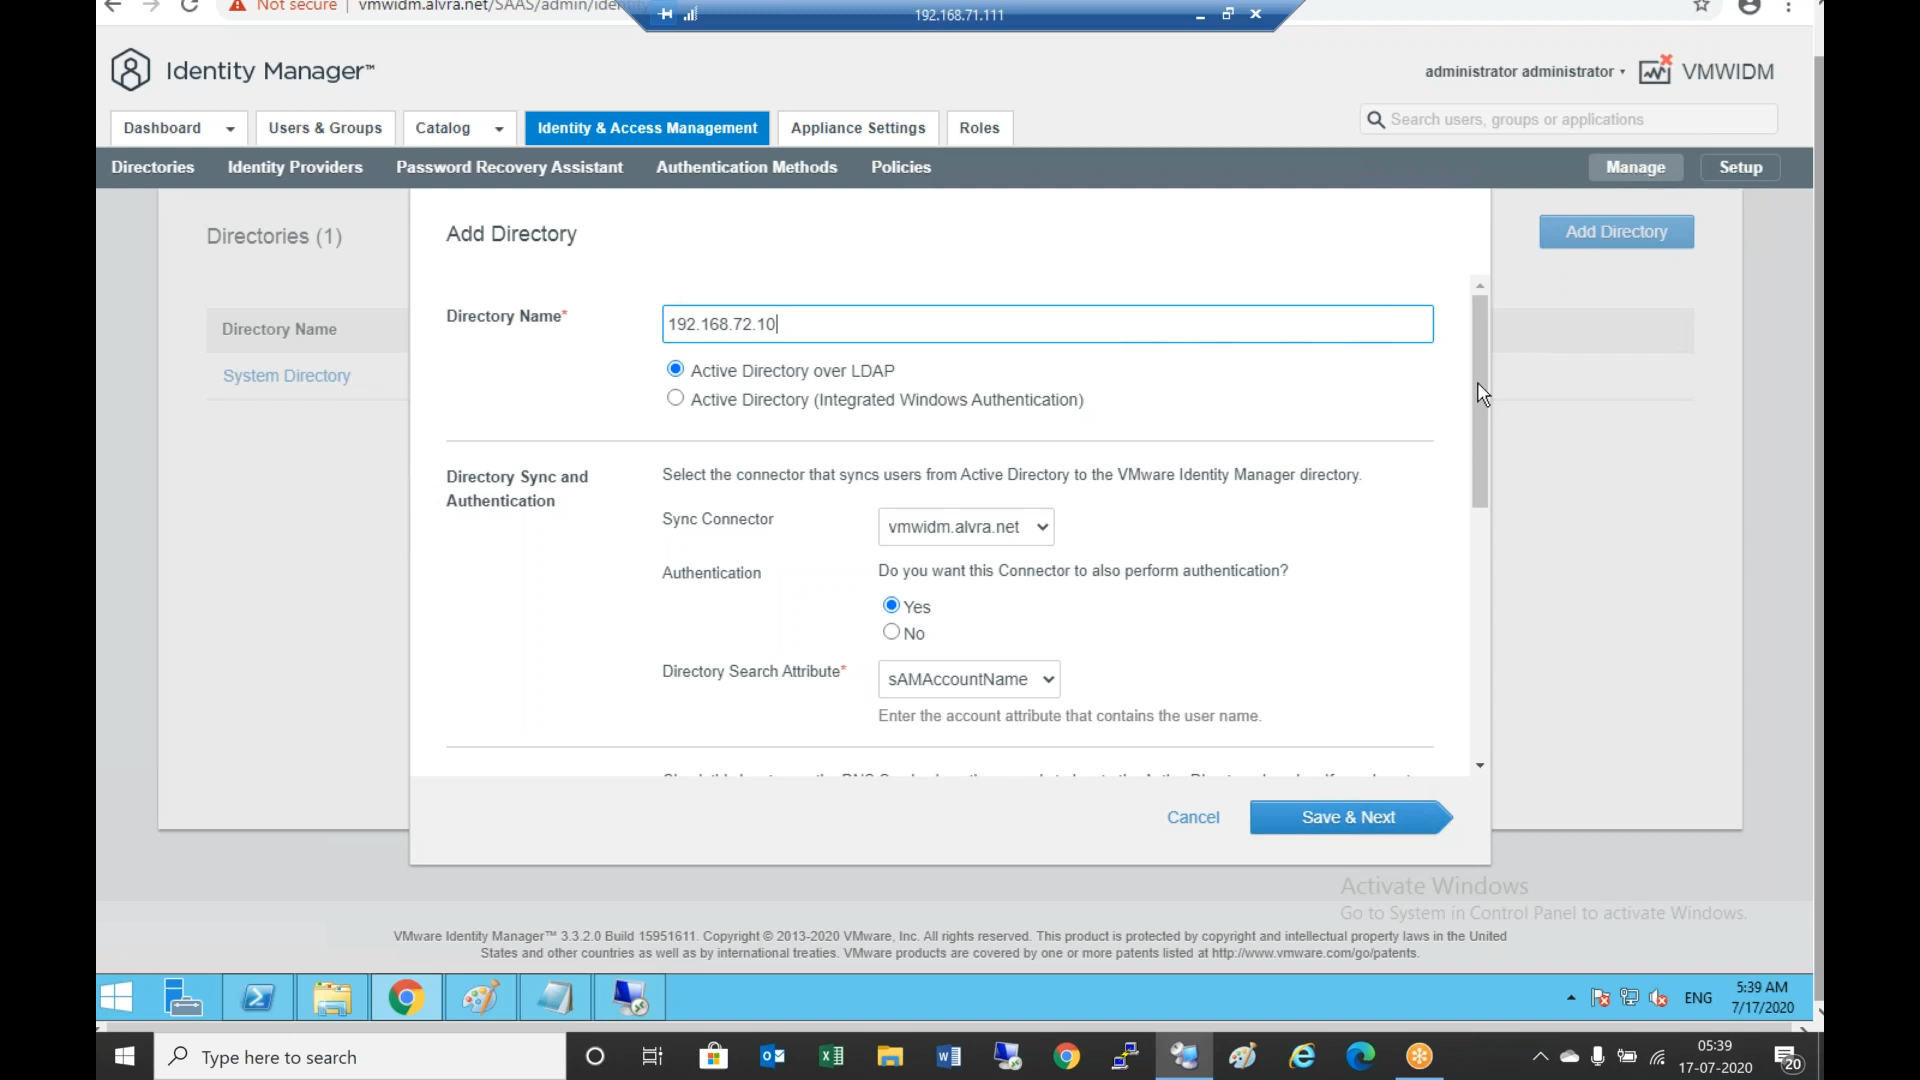 Not secure | vmwidm.alvra.net/SAAS/admin/identity
192.168.71.111
Identity Manager™
administrator administrator
VMWIDM
Dashboard
Users & Groups
Catalog
Identity & Access Management
Appliance Settings
Roles
Search users, groups or applications
Directories
Identity Providers
Password Recovery Assistant
Authentication Methods
Policies
Manage
Setup
Directories (1)
Add Directory
Add Directory
Directory Name
System Directory
Directory Name*
192.168.72.10
Active Directory over LDAP
Active Directory (Integrated Windows Authentication)
Directory Sync and
Authentication
Select the connector that syncs users from Active Directory to the VMware Identity Manager directory.
Sync Connector
vmwidm.alvra.net
Authentication
Do you want this Connector to also perform authentication?
Yes
No
Directory Search Attribute*
sAMAccountName
Enter the account attribute that contains the user name.
Cancel
Save & Next
Activate Windows
Go to System in Control Panel to activate Windows.
VMware Identity Manager™ 3.3.2.0 Build 15951611. Copyright © 2013-2020 VMware, Inc. All rights reserved. This product is protected by copyright and intellectual property laws in the United
States and other countries as well as by international treaties. VMware products are covered by one or more patents listed at http://www.vmware.com/go/patents.
ENG
5:39 AM
7/17/2020
Type here to search
05:39
17-07-2020
20